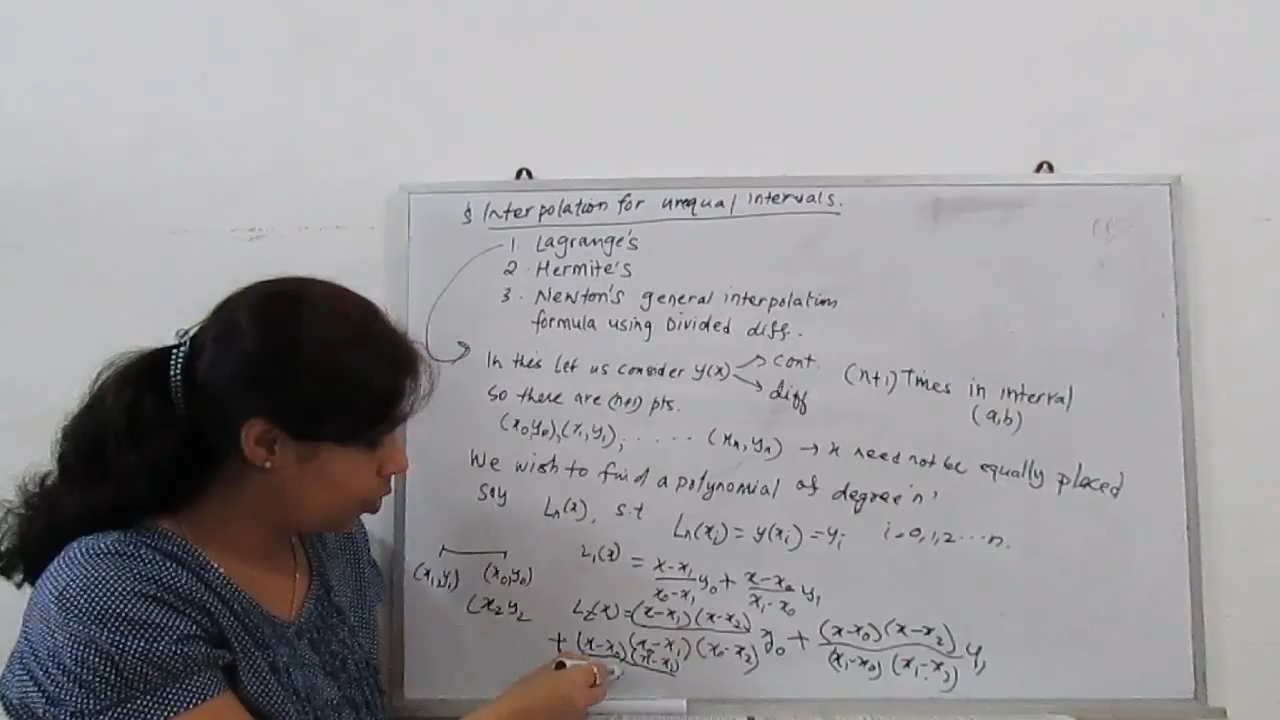 § Interpolation for unequal intervals.
1. Lagrange's
2. Hermite's
3. Newton's general interpolation
formula using Divided diff.
In this let us consider y(x) → cont. → diff (n+1) Times in interval (a,b)
So there are (n+1) pts.
(x₀y₀),(x₁,y₁), ..... (xₙ,yₙ) → x need not be equally placed
We wish to find a polynomial of degree 'n'
say Lₙ(x), s.t Lₙ(xᵢ) = y(xᵢ) = yᵢ i=0,1,2...n.
L₁(x) = (x-x₁)/(x₀-x₁) y₀ + (x-x₀)/(x₁-x₀) y₁
(x₁,y₁) (x₀,y₀)
(x₂y₂
L₂(x) = (x-x₁)(x-x₂)/(x₀-x₁)(x₀-x₂) y₀ + (x-x₀)(x-x₂)/(x₁-x₀)(x₁-x₂) y₁
+ (x-x₀)(x-x₁)